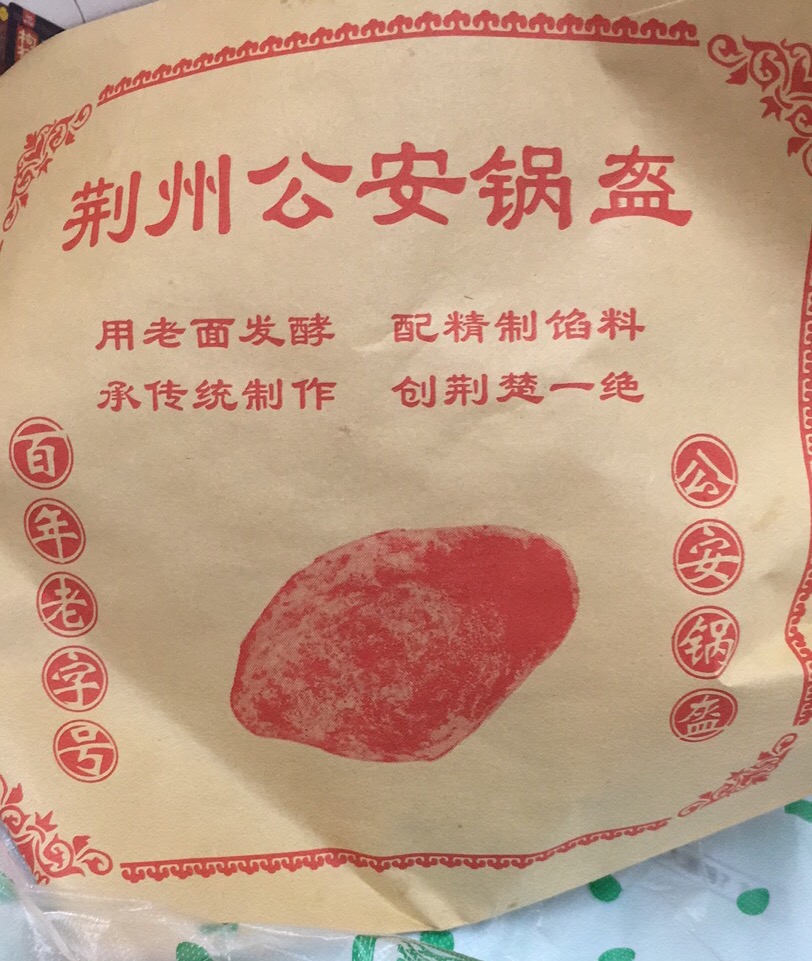 荆州公安锅盔
用老面发酵 配精制馅料
承传统制作 创荆楚一绝
百年老字号
公安锅盔